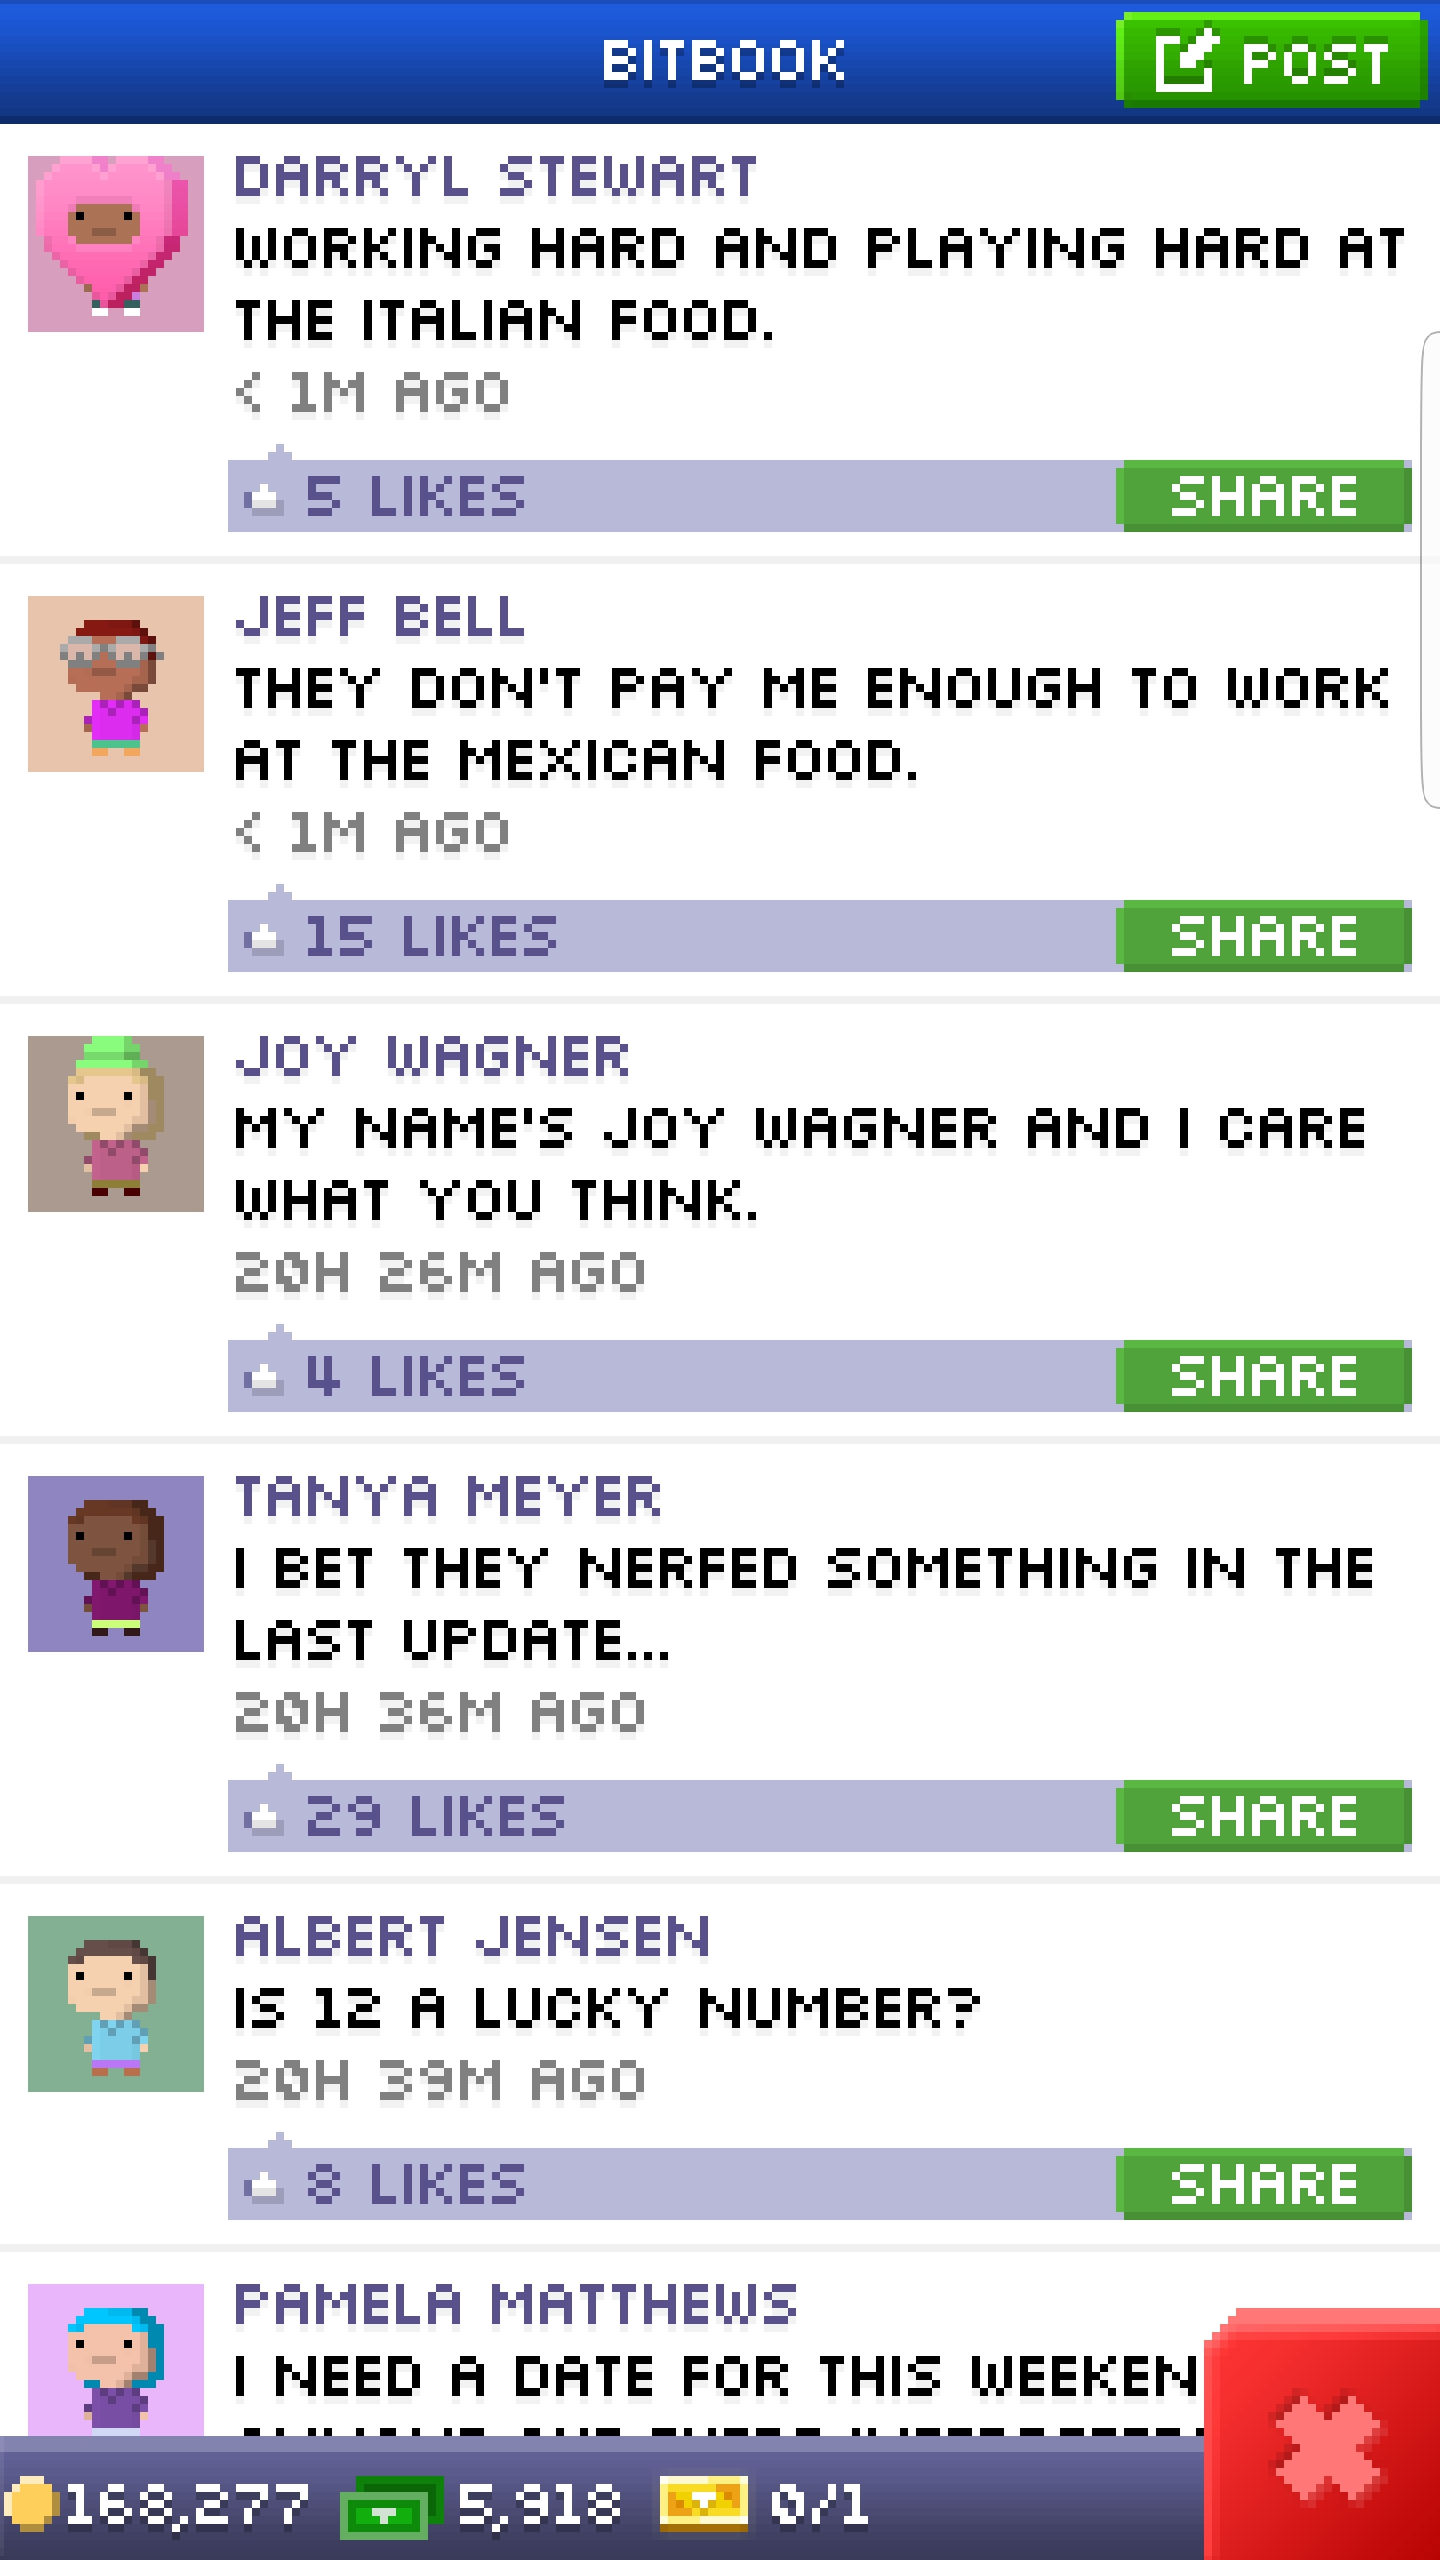 BITBOOK
POST
DARRYL STEWART
WORKING HARD AND PLAYING HARD AT
THE ITALIAN FOOD.
< 1M AGO
5 LIKES
SHARE
JEFF BELL
THEY DON'T PAY ME ENOUGH TO WORK
AT THE MEXICAN FOOD.
< 1M AGO
15 LIKES
SHARE
JOY WAGNER
MY NAME'S JOY WAGNER AND I CARE
WHAT YOU THINK.
20H 26M AGO
4 LIKES
SHARE
TANYA MEYER
I BET THEY NERFED SOMETHING IN THE
LAST UPDATE...
20H 36M AGO
29 LIKES
SHARE
ALBERT JENSEN
IS 12 A LUCKY NUMBER?
20H 39M AGO
8 LIKES
SHARE
PAMELA MATTHEWS
I NEED A DATE FOR THIS WEEKEN
168,277 5,918 0/1